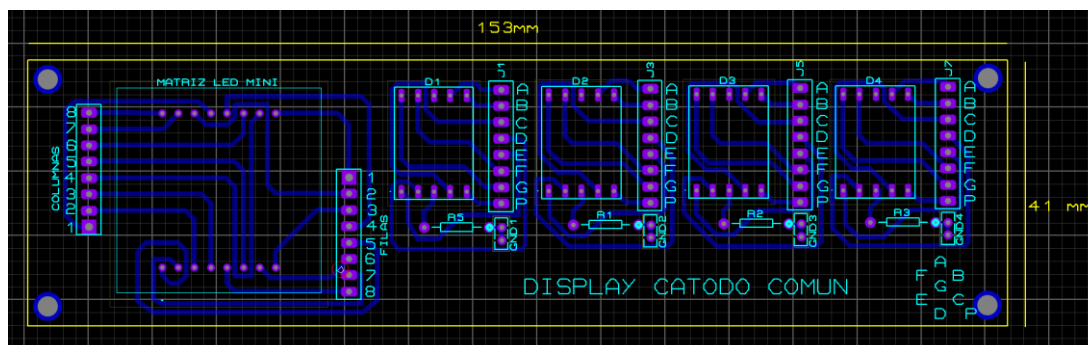 153mm
MATRIZ LED MINI
COLUMNAS
8
7
6
5
4
3
2
1
FILAS
1
2
3
4
5
6
7
8
D1
J1
A
B
C
D
E
F
G
P
R5
GND1
D2
J3
A
B
C
D
E
F
G
P
R1
GND2
D3
J5
A
B
C
D
E
F
G
P
R2
GND3
D4
J7
A
B
C
D
E
F
G
P
R3
GND4
41 mm
DISPLAY CATODO COMUN
A
F B
G
E C
D P